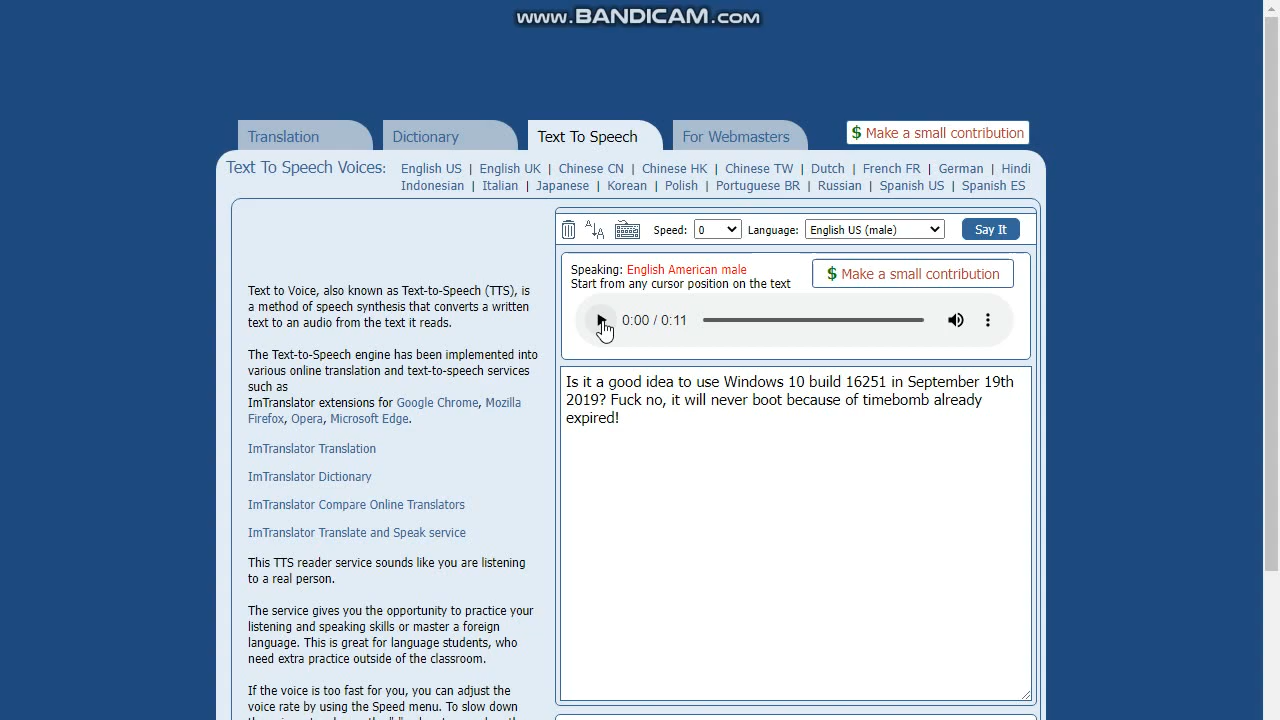 www.BANDICAM.com
Translation
Dictionary
Text To Speech
For Webmasters
$ Make a small contribution
Text To Speech Voices:
English US | English UK | Chinese CN | Chinese HK | Chinese TW | Dutch | French FR | German | Hindi
Indonesian | Italian | Japanese | Korean | Polish | Portuguese BR | Russian | Spanish US | Spanish ES
Speed: 0 Language: English US (male) Say It
Speaking: English American male
Start from any cursor position on the text
$ Make a small contribution
0:00 / 0:11
Is it a good idea to use Windows 10 build 16251 in September 19th
2019? Fuck no, it will never boot because of timebomb already
expired!
Text to Voice, also known as Text-to-Speech (TTS), is
a method of speech synthesis that converts a written
text to an audio from the text it reads.
The Text-to-Speech engine has been implemented into
various online translation and text-to-speech services
such as
ImTranslator extensions for Google Chrome, Mozilla
Firefox, Opera, Microsoft Edge.
ImTranslator Translation
ImTranslator Dictionary
ImTranslator Compare Online Translators
ImTranslator Translate and Speak service
This TTS reader service sounds like you are listening
to a real person.
The service gives you the opportunity to practice your
listening and speaking skills or master a foreign
language. This is great for language students, who
need extra practice outside of the classroom.
If the voice is too fast for you, you can adjust the
voice rate by using the Speed menu. To slow down